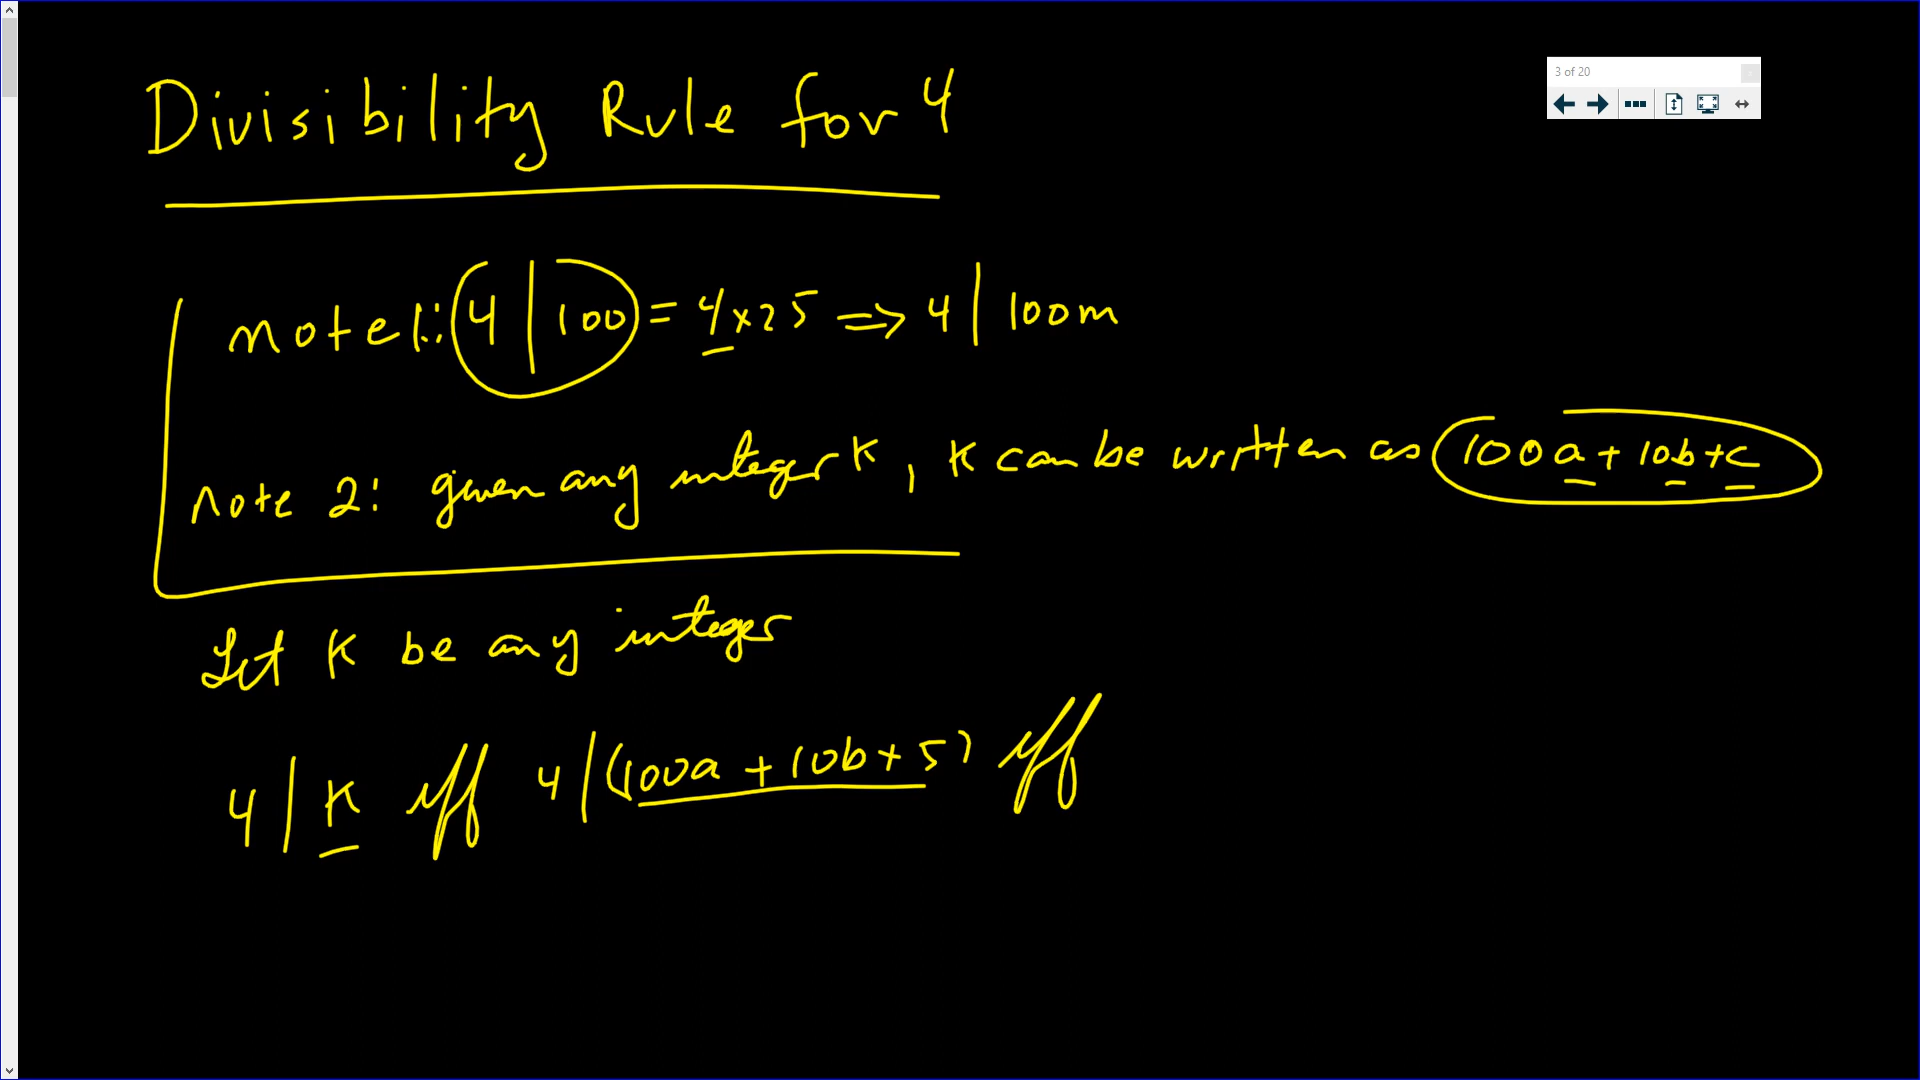 Divisibility Rule for 4
3 of 20
note 1: 4 | 100 = 4x25 => 4 | 100m
note 2: given any integer K, K can be written as 100a + 10b + c
Let K be any integer
4 | K iff 4 | (100a + 10b + 5) iff